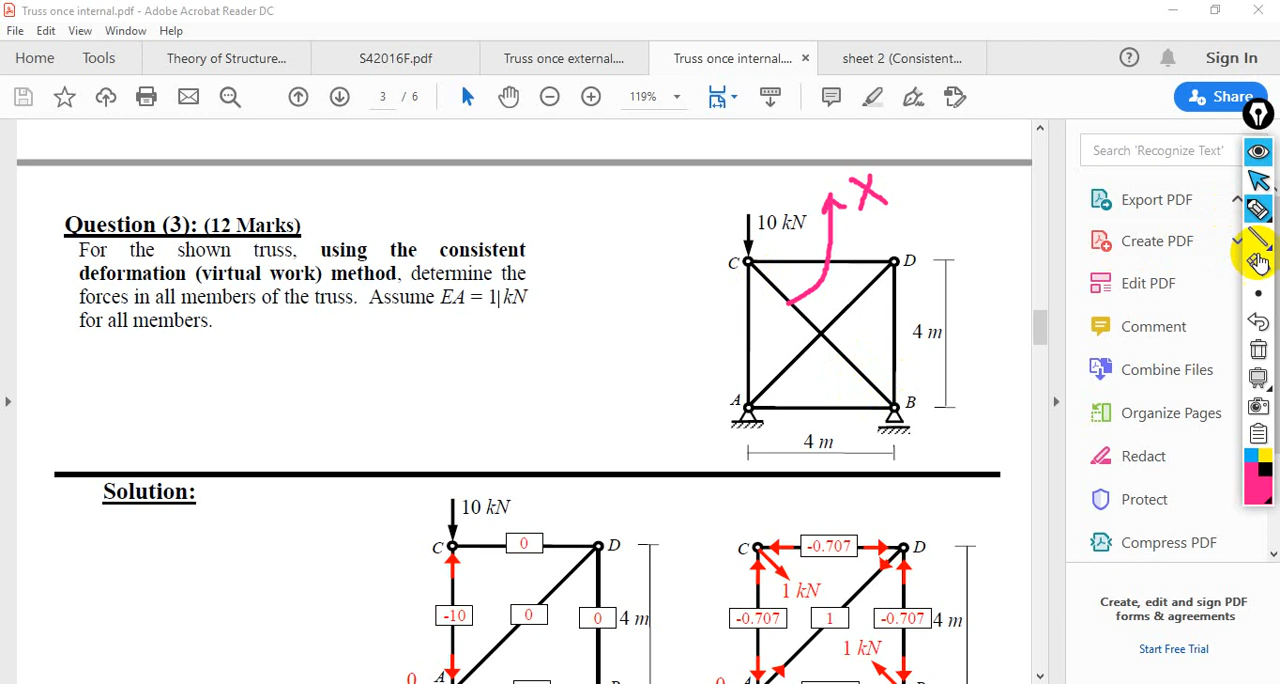 Truss once internal.pdf - Adobe Acrobat Reader DC
File Edit View Window Help
Home Tools Theory of Structure... S42016F.pdf Truss once external.... Truss once internal.... × sheet 2 (Consistent... Sign In
3 / 6 119% Share
Search 'Recognize Text'
Export PDF
Create PDF
Edit PDF
Comment
Combine Files
Organize Pages
Redact
Protect
Compress PDF
Create, edit and sign PDF
forms & agreements
Start Free Trial
Question (3): (12 Marks)
For the shown truss, using the consistent
deformation (virtual work) method, determine the
forces in all members of the truss. Assume EA = 1|kN
for all members.
X
10 kN
C D
4 m
A B
4 m
Solution:
10 kN
C 0 D
-10 0 0 4 m
0 A
C -0.707 D
1 kN
-0.707 1 -0.707 4 m
1 kN